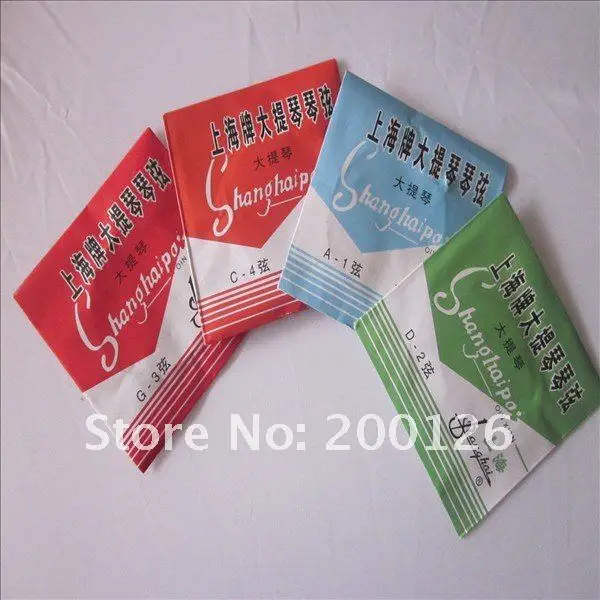 上海牌大提琴琴弦
大提琴
Shanghaipai
G-3弦
上海牌大提琴琴弦
大提琴
Shanghaipai
C-4弦
上海牌大提琴琴弦
大提琴
Shanghaipai
A-1弦
上海牌大提琴琴弦
大提琴
Shanghaipai
D-2弦
Shanghai
®
Store No: 200126